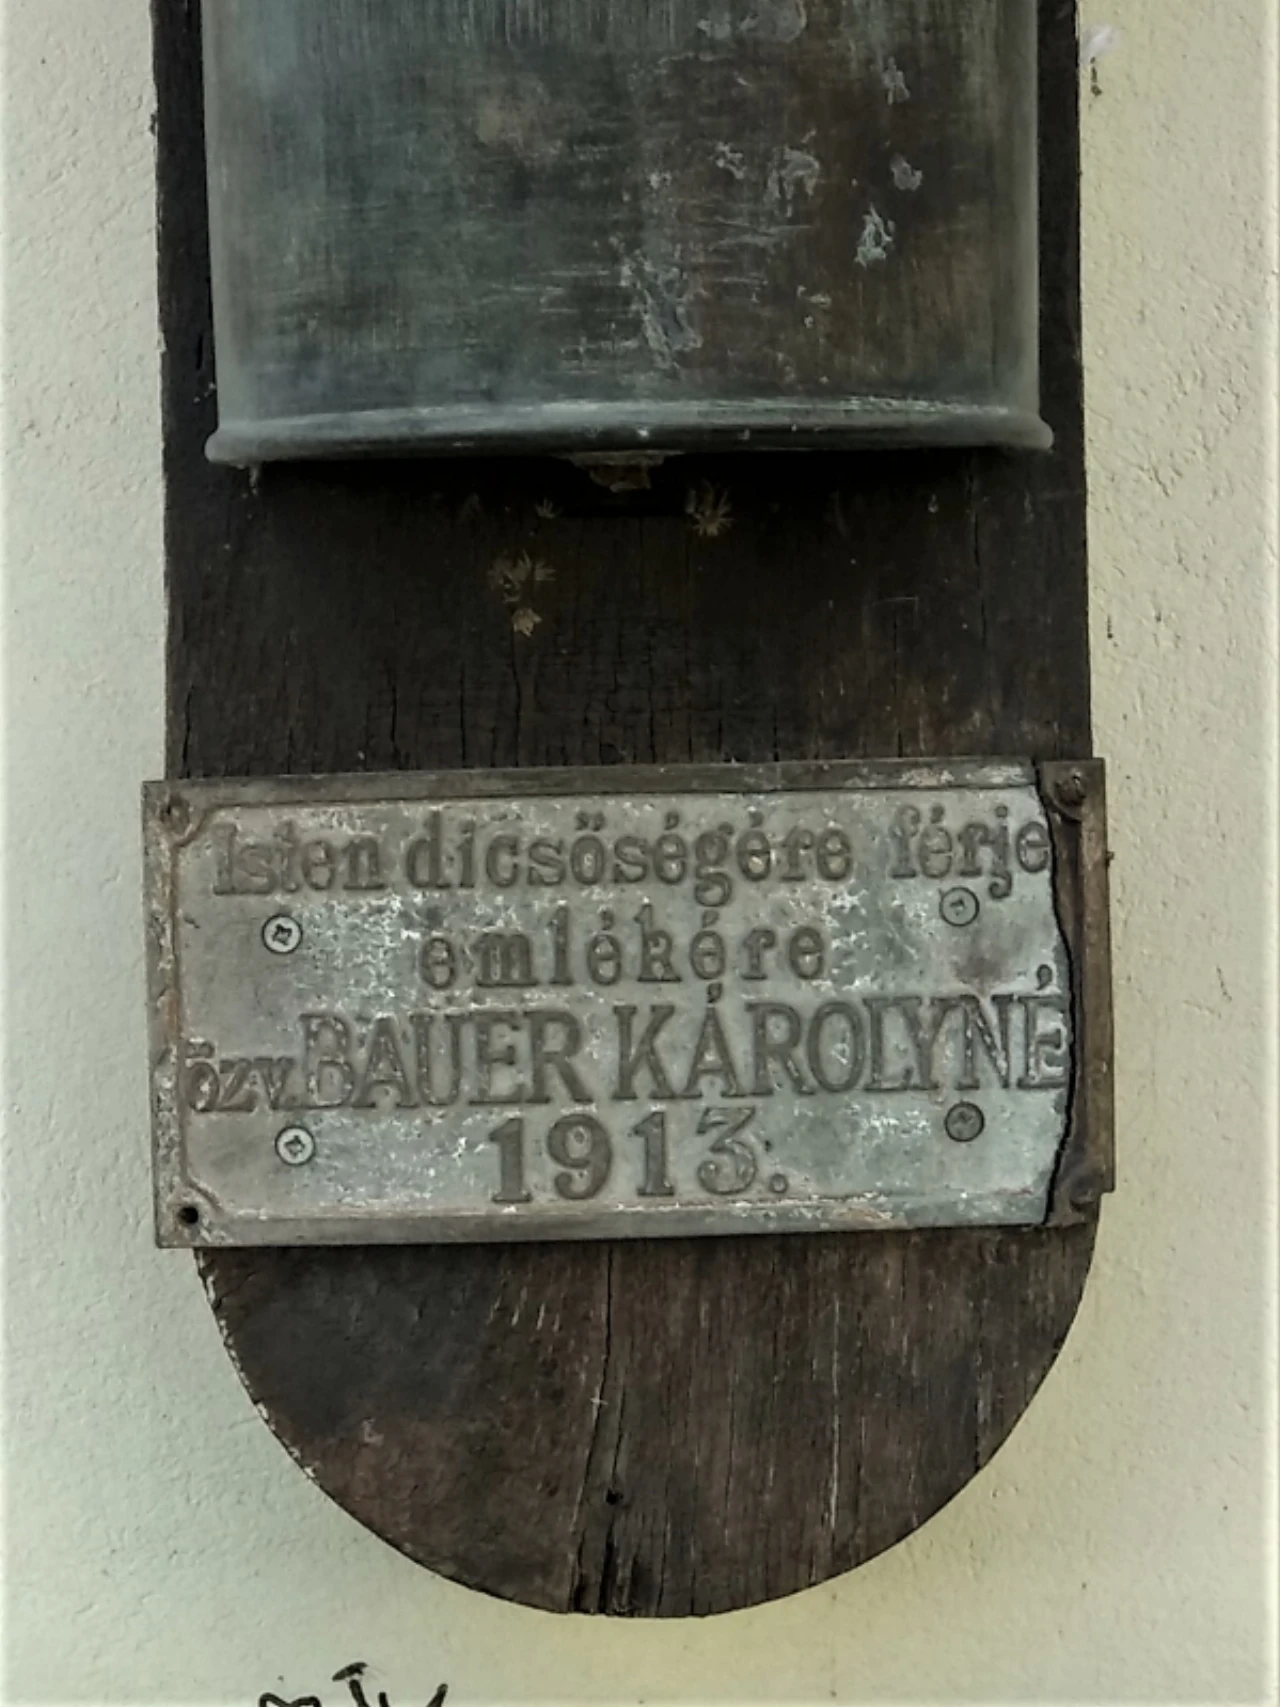 Isten dicsőségére férje
emlékére
özv. BAUER KÁROLYNÉ
1913.